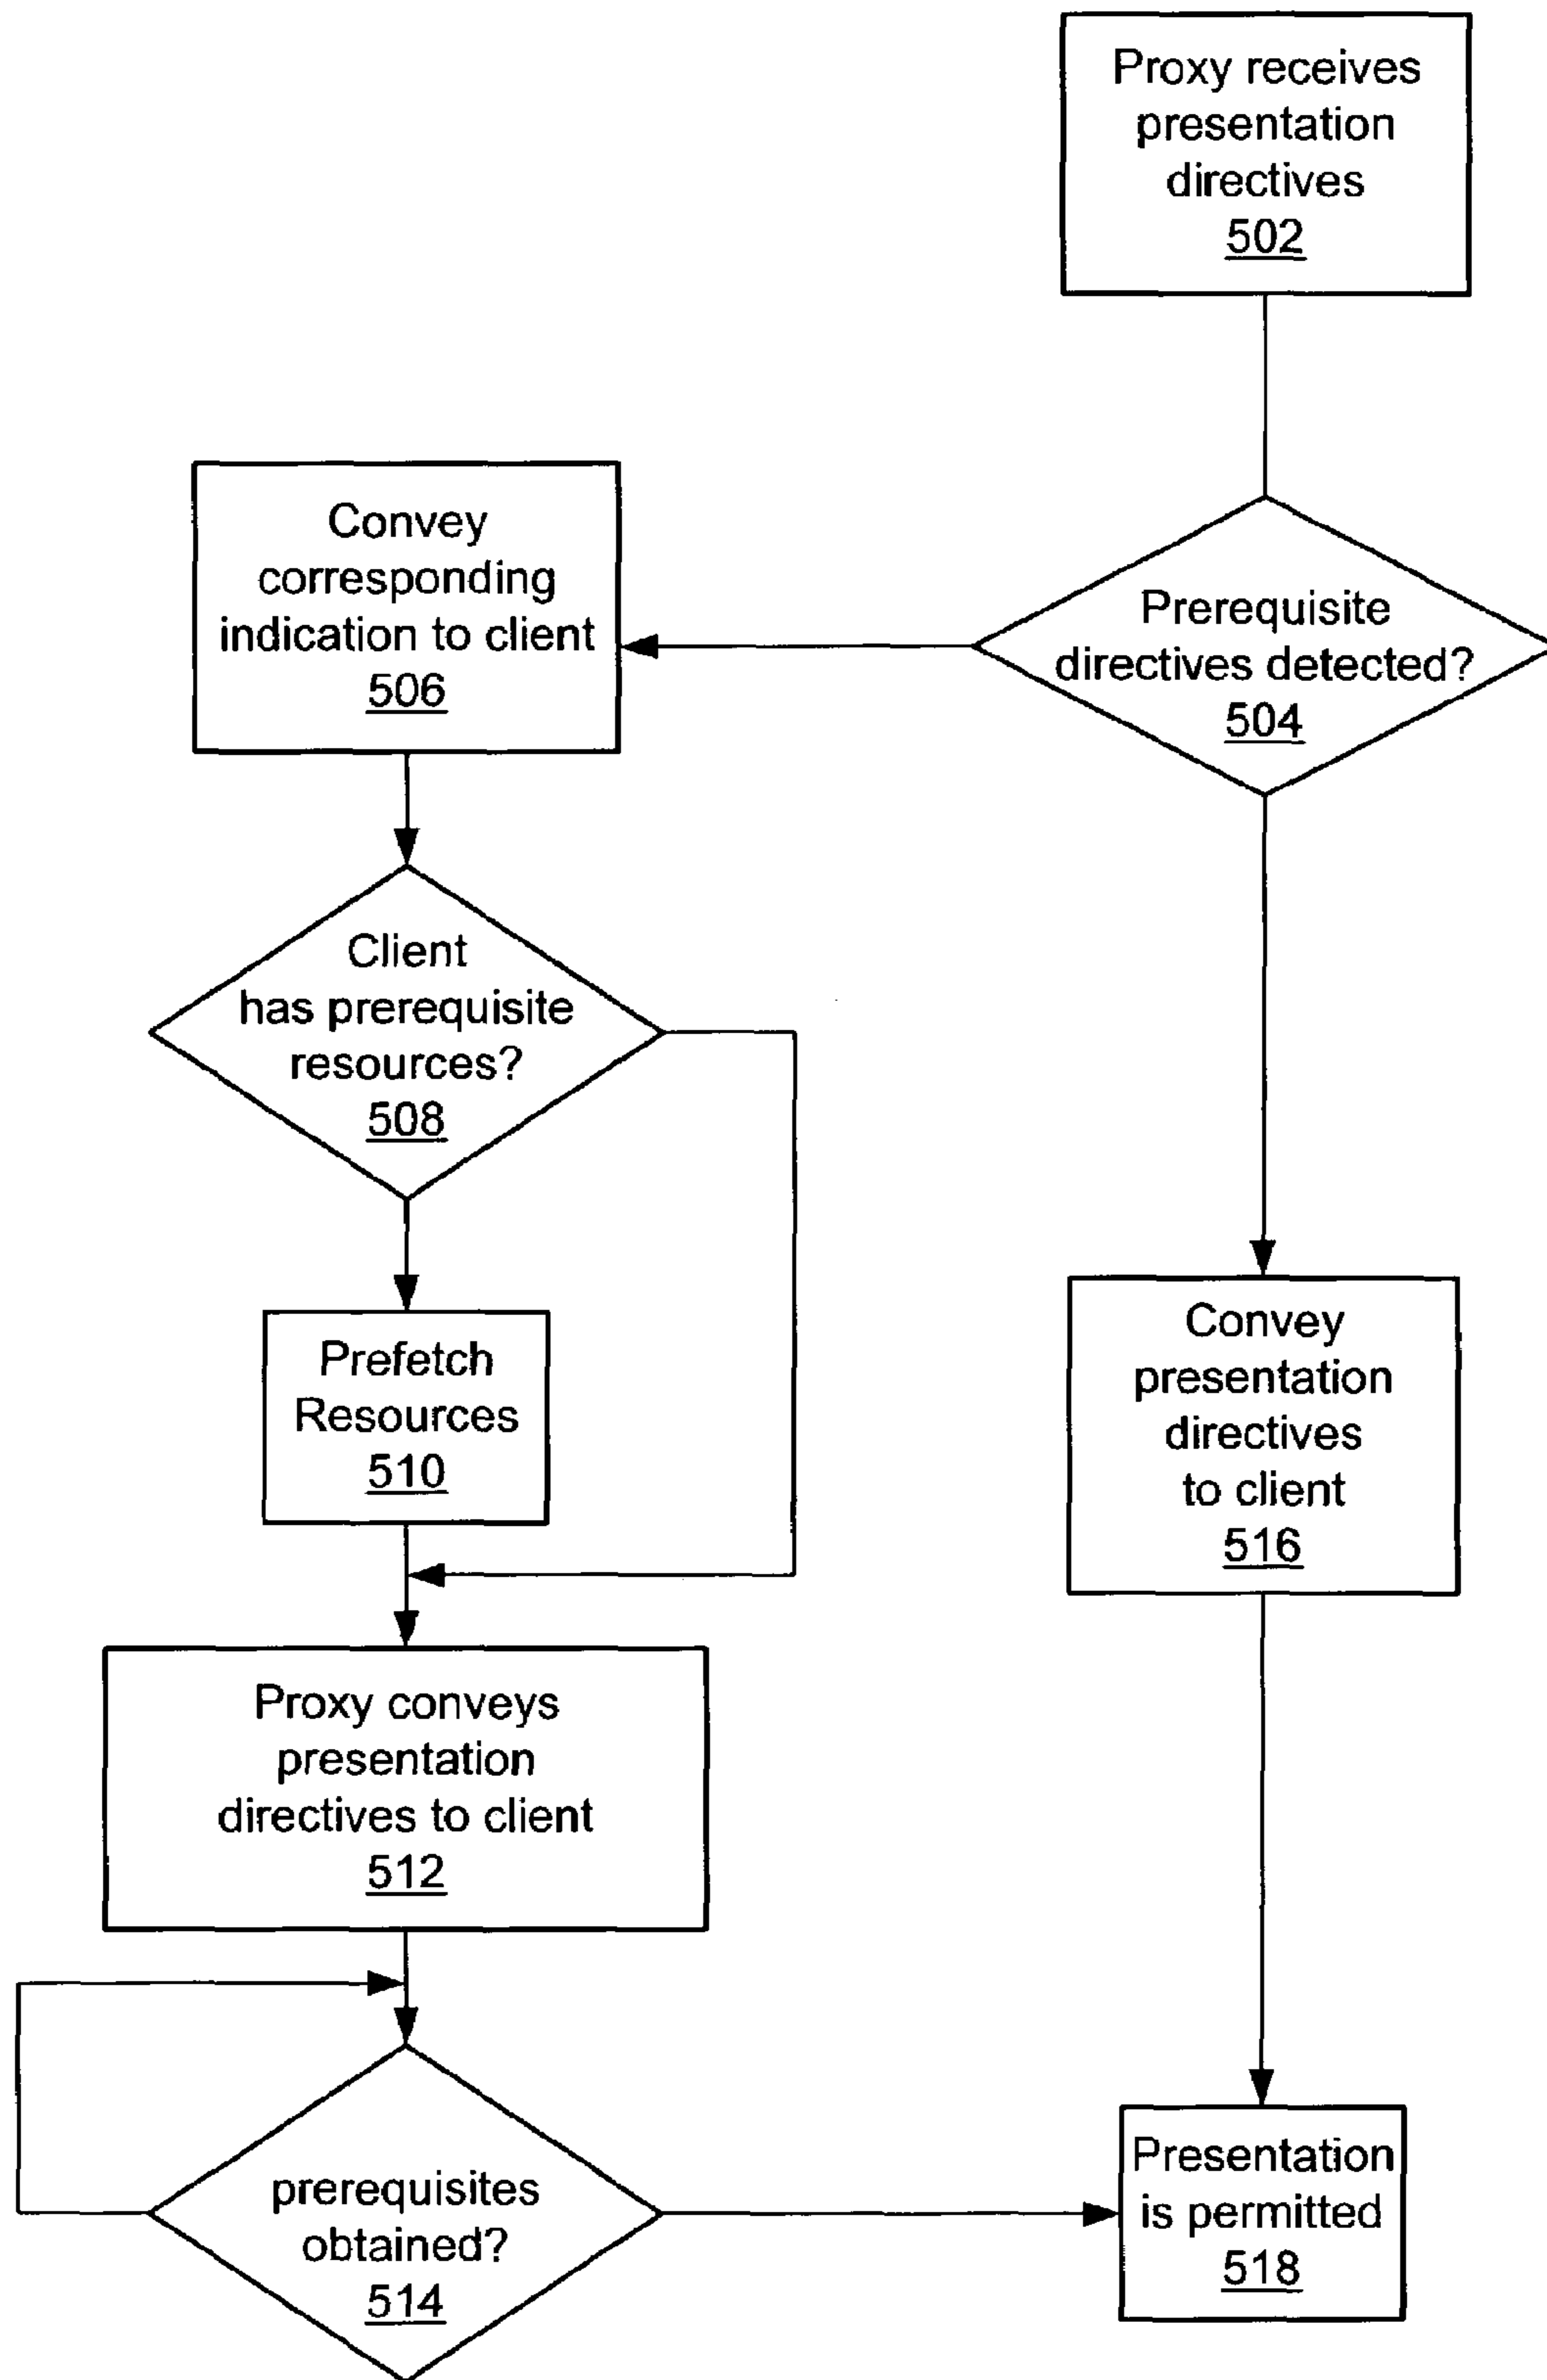 Proxy receives
presentation
directives
502
Prerequisite
directives detected?
504
Convey
corresponding
indication to client
506
Client
has prerequisite
resources?
508
Prefetch
Resources
510
Proxy conveys
presentation
directives to client
512
prerequisites
obtained?
514
Convey
presentation
directives
to client
516
Presentation
is permitted
518